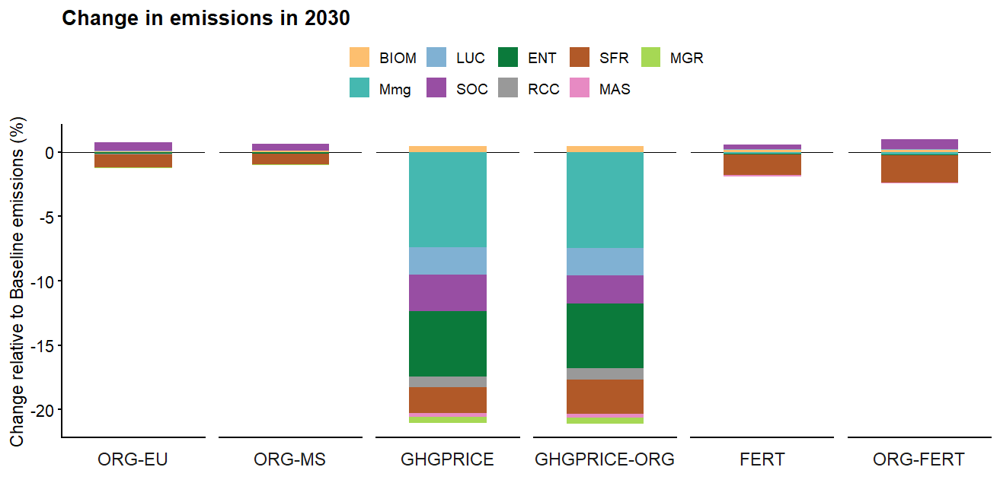 Change in emissions in 2030
BIOM LUC ENT SFR MGR
Mmg SOC RCC MAS
Change relative to Baseline emissions (%)
0
-5
-10
-15
-20
ORG-EU ORG-MS GHGPRICE GHGPRICE-ORG FERT ORG-FERT